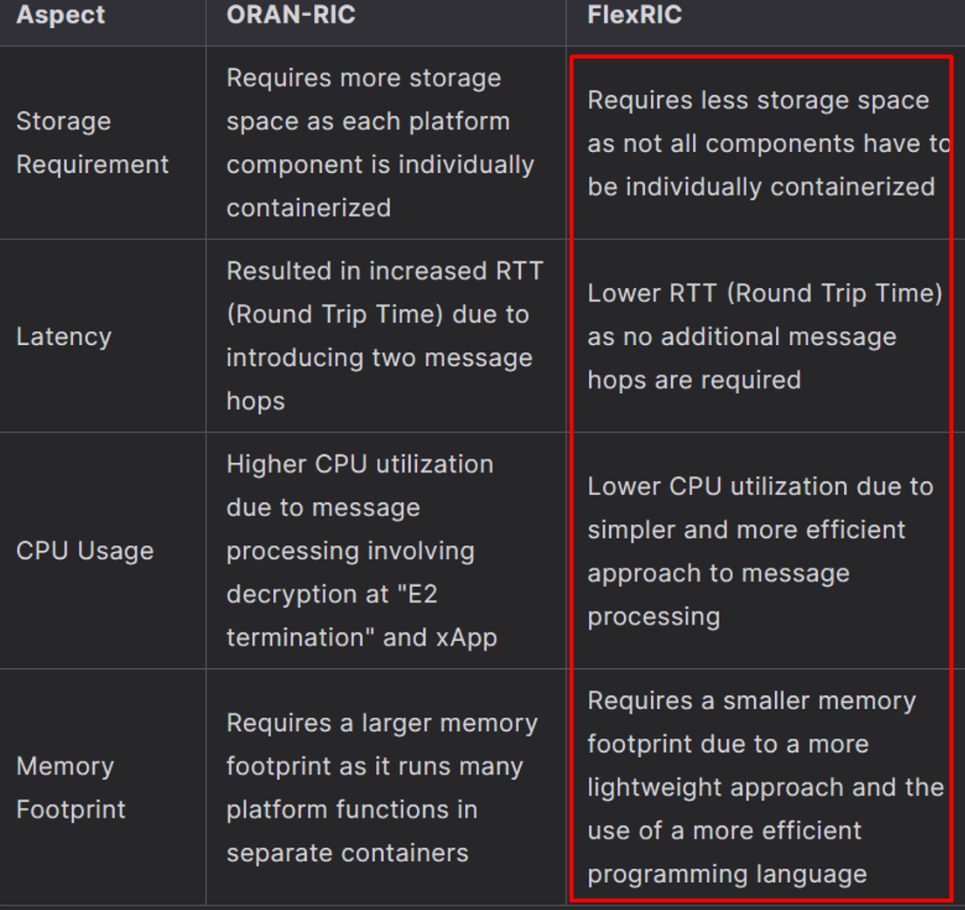 Aspect
ORAN-RIC
FlexRIC
Storage
Requirement
Requires more storage
space as each platform
component is individually
containerized
Requires less storage space
as not all components have to
be individually containerized
Latency
Resulted in increased RTT
(Round Trip Time) due to
introducing two message
hops
Lower RTT (Round Trip Time)
as no additional message
hops are required
CPU Usage
Higher CPU utilization
due to message
processing involving
decryption at "E2
termination" and xApp
Lower CPU utilization due to
simpler and more efficient
approach to message
processing
Memory
Footprint
Requires a larger memory
footprint as it runs many
platform functions in
separate containers
Requires a smaller memory
footprint due to a more
lightweight approach and the
use of a more efficient
programming language